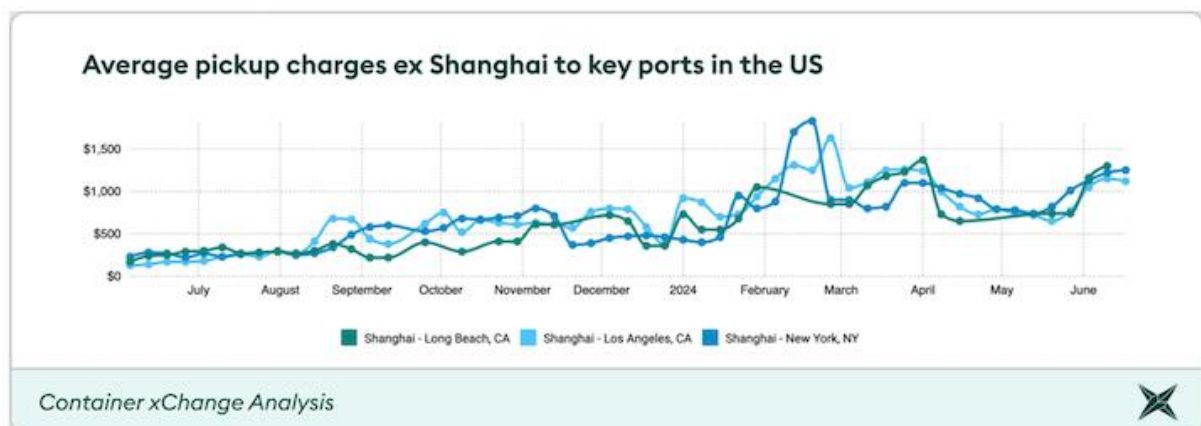 Average pickup charges ex Shanghai to key ports in the US
$1,500
$1,000
$500
$0
July August September October November December 2024 February March April May June
Shanghai - Long Beach, CA Shanghai - Los Angeles, CA Shanghai - New York, NY
Container xChange Analysis